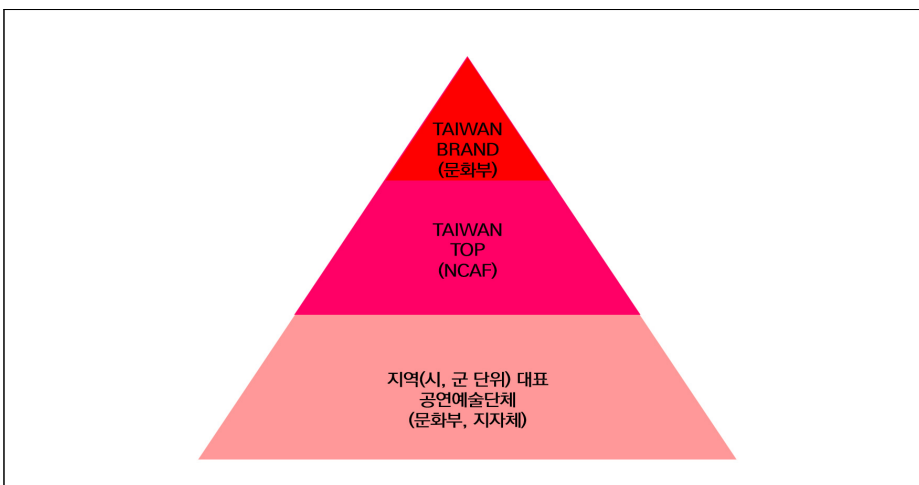 TAIWAN
BRAND
(문화부)
TAIWAN
TOP
(NCAF)
지역(시, 군 단위) 대표
공연예술단체
(문화부, 지자체)